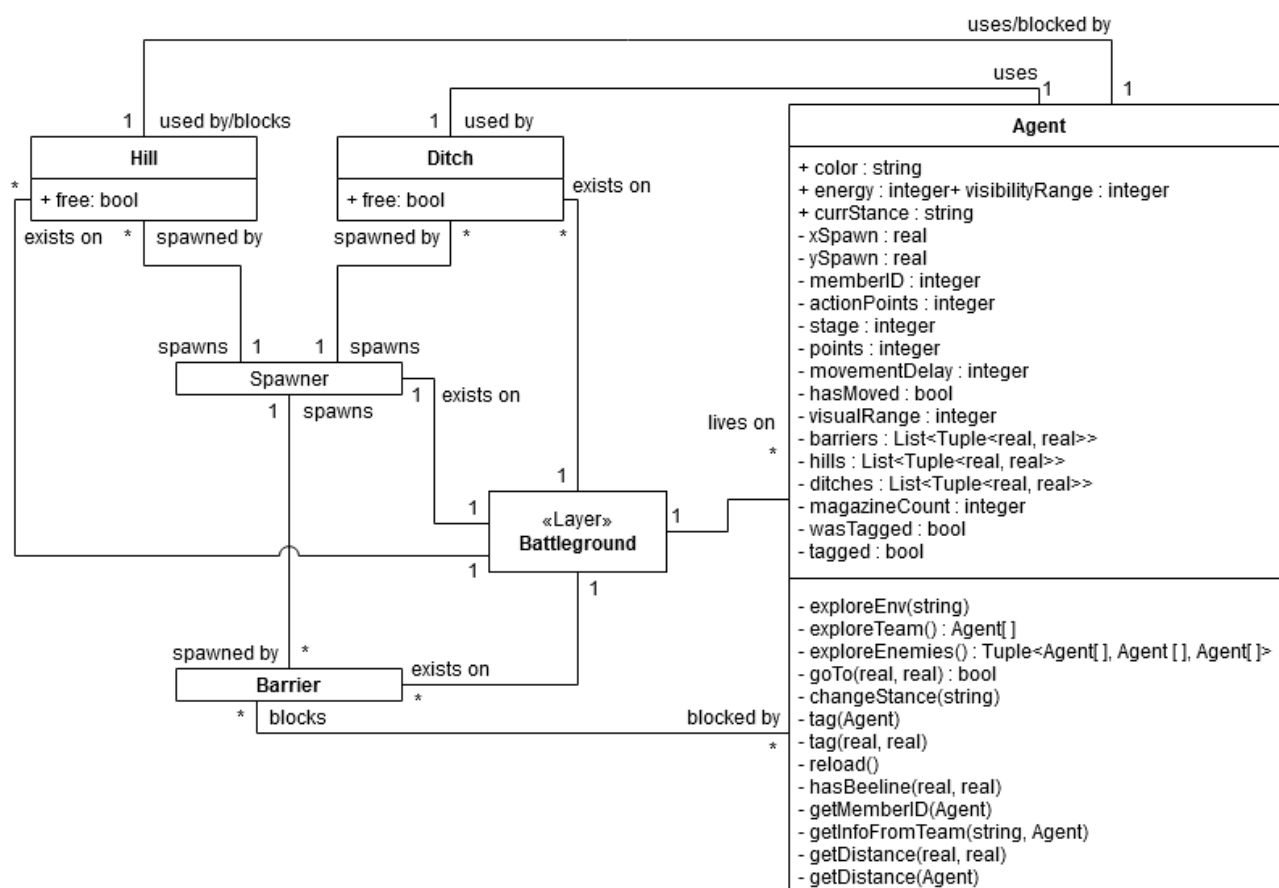 uses/blocked by
uses
1
1
1
used by/blocks
1
used by
Hill
+ free: bool
Ditch
+ free: bool
*
exists on
*
spawned by
spawned by
*
exists on
*
spawns
1
1
spawns
Spawner
1
spawns
1
exists on
1
1
1
1
«Layer»
Battleground
1
lives on
*
spawned by
*
Barrier
exists on
*
*
blocks
blocked by
*
Agent
+ color : string
+ energy : integer+ visibilityRange : integer
+ currStance : string
- xSpawn : real
- ySpawn : real
- memberID : integer
- actionPoints : integer
- stage : integer
- points : integer
- movementDelay : integer
- hasMoved : bool
- visualRange : integer
- barriers : List<Tuple<real, real>>
- hills : List<Tuple<real, real>>
- ditches : List<Tuple<real, real>>
- magazineCount : integer
- wasTagged : bool
- tagged : bool
- exploreEnv(string)
- exploreTeam() : Agent[ ]
- exploreEnemies() : Tuple<Agent[ ], Agent [ ], Agent[ ]>
- goTo(real, real) : bool
- changeStance(string)
- tag(Agent)
- tag(real, real)
- reload()
- hasBeeline(real, real)
- getMemberID(Agent)
- getInfoFromTeam(string, Agent)
- getDistance(real, real)
- getDistance(Agent)